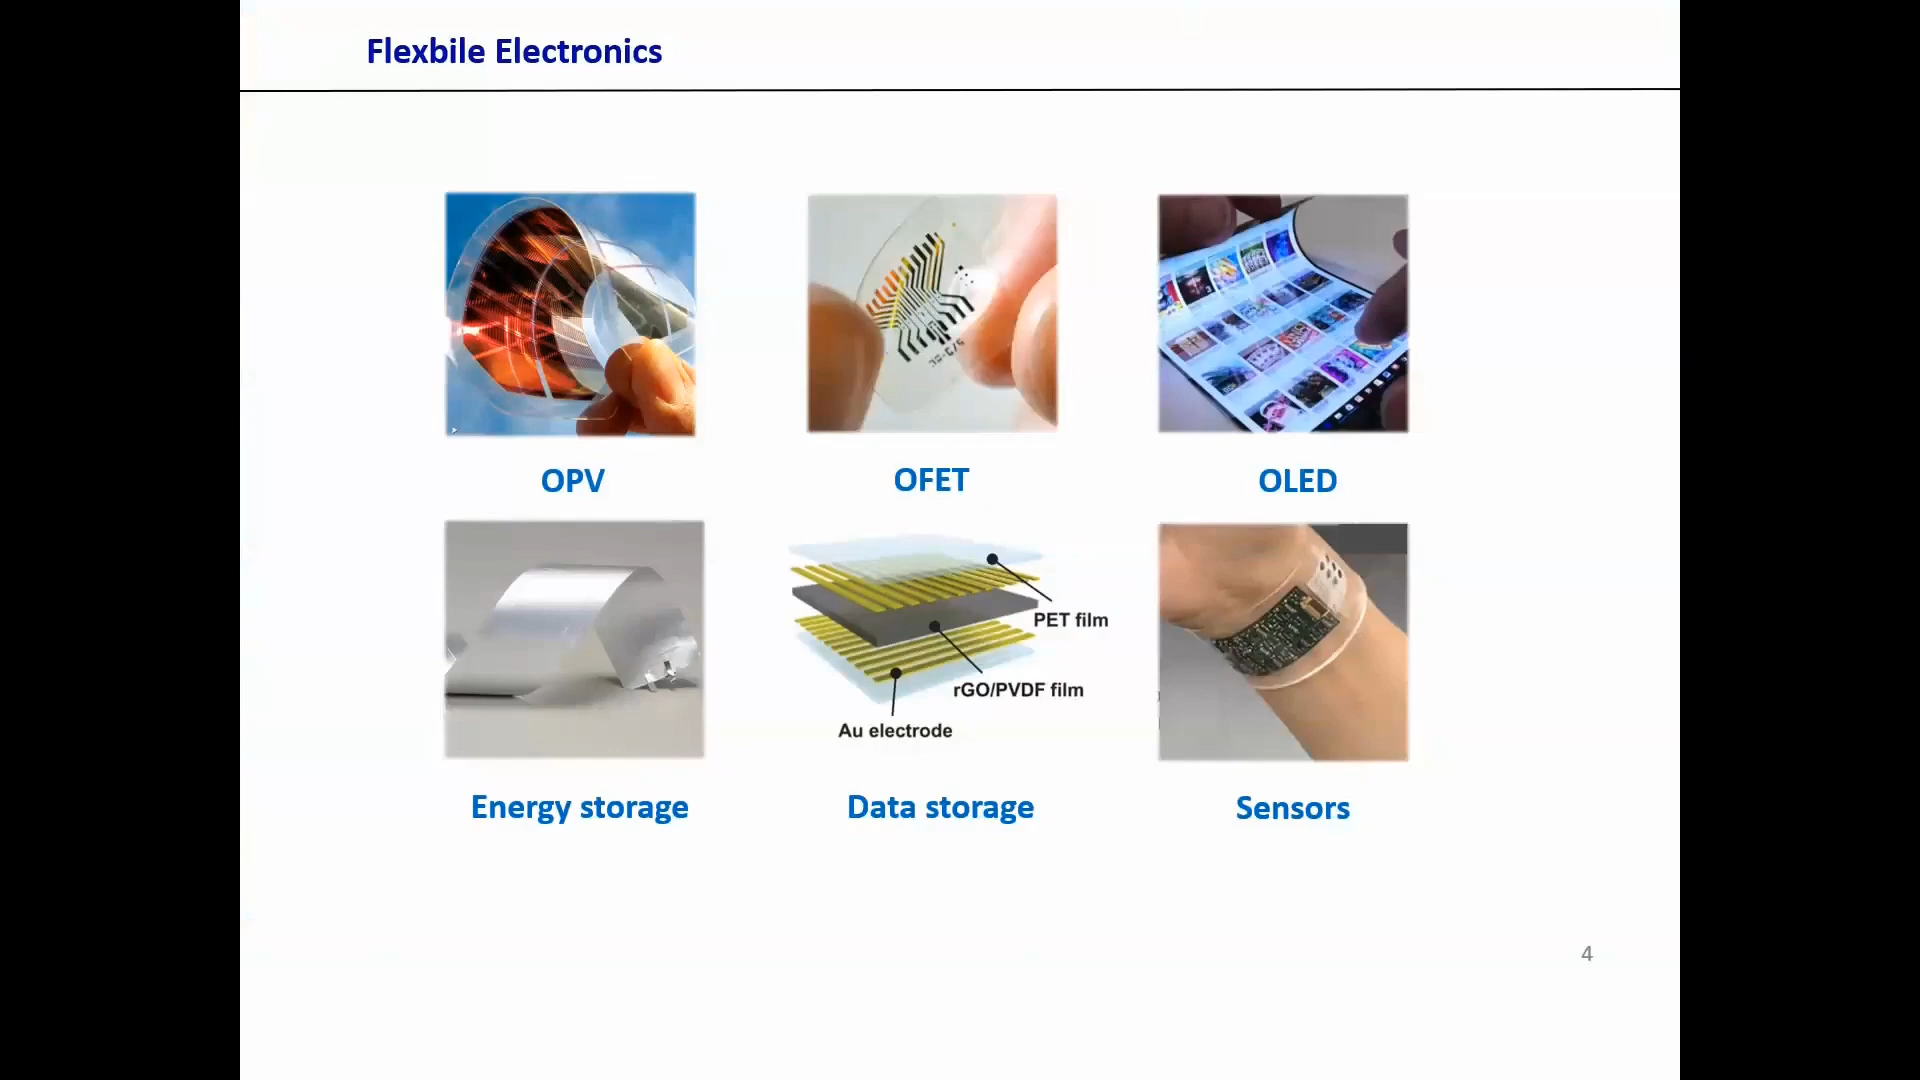 Flexbile Electronics
OPV
OFET
OLED
PET film
rGO/PVDF film
Au electrode
Energy storage
Data storage
Sensors
4